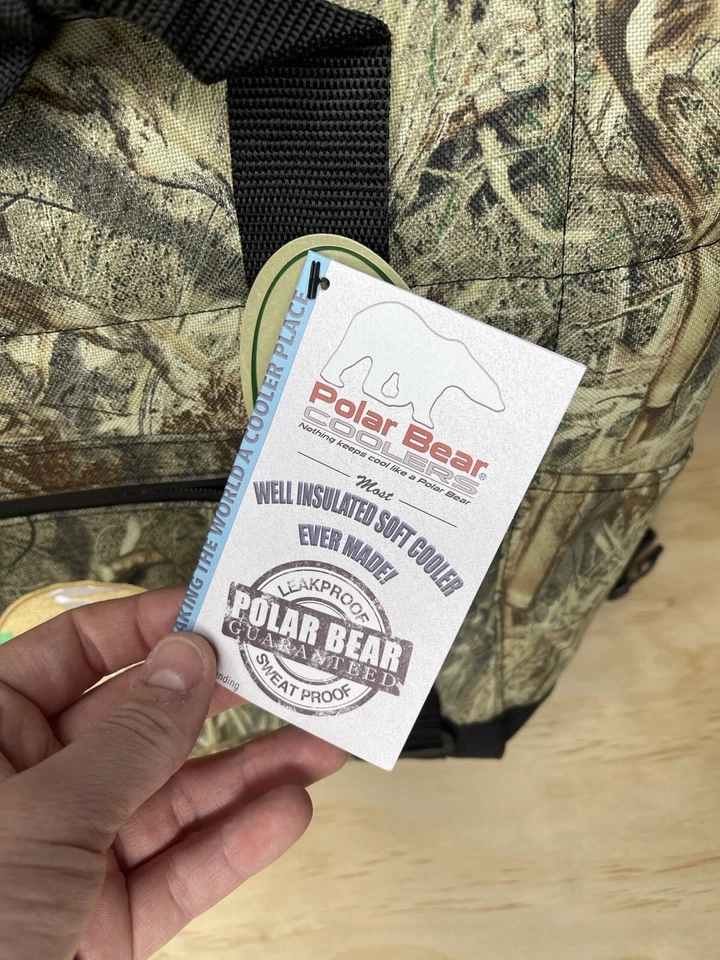 Polar Bear®
COOLERS
Nothing keeps cool like a Polar Bear
Most
WELL INSULATED SOFT COOLER
EVER MADE!
LEAKPROOF
POLAR BEAR
GUARANTEED
SWEAT PROOF
THE WORLD A COOLER PLACE